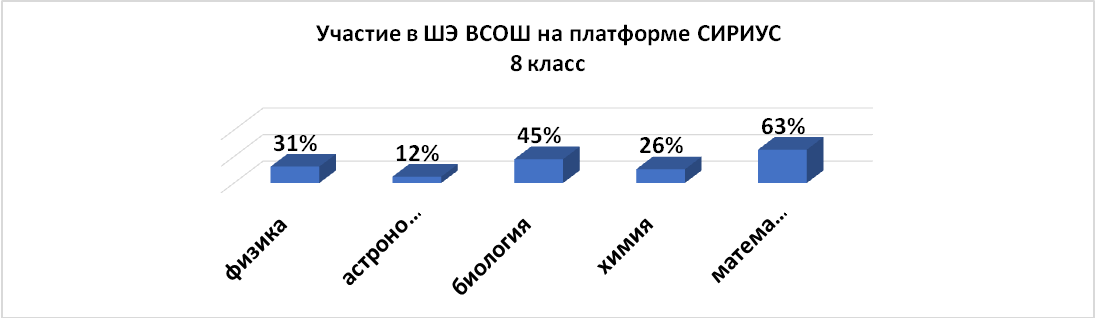 Участие в ШЭ ВСОШ на платформе СИРИУС
8 класс
31%
12%
45%
26%
63%
физика
астроно...
биология
химия
матема...